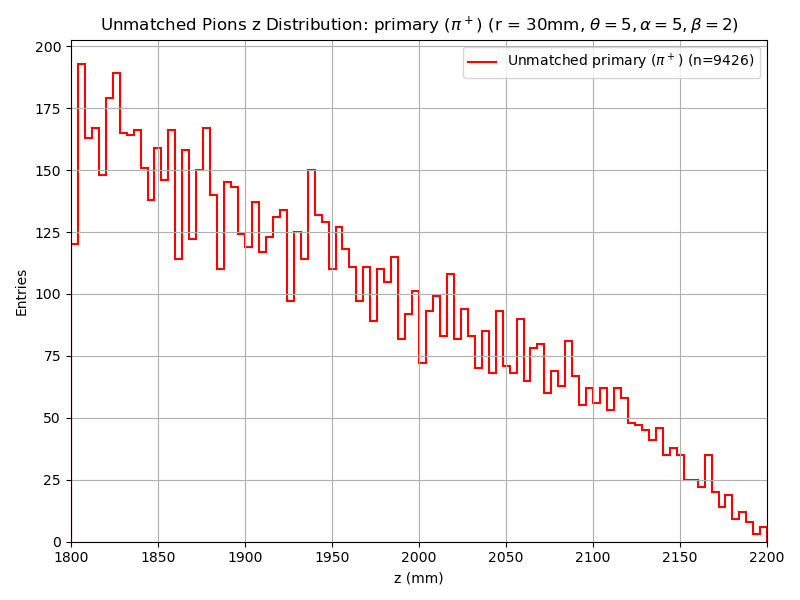 Unmatched Pions z Distribution: primary (π⁺) (r = 30mm, θ = 5, α = 5, β = 2)
Unmatched primary (π⁺) (n=9426)
Entries
200
175
150
125
100
75
50
25
0
1800 1850 1900 1950 2000 2050 2100 2150 2200
z (mm)